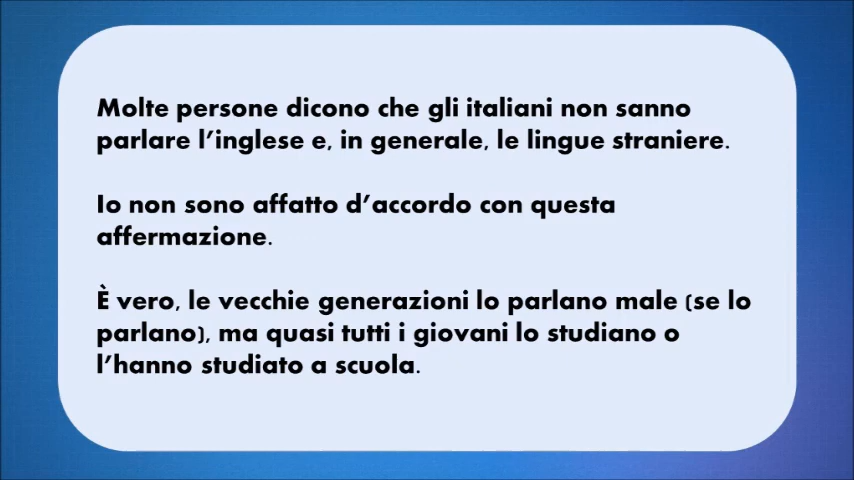 Molte persone dicono che gli italiani non sanno
parlare l'inglese e, in generale, le lingue straniere.
Io non sono affatto d'accordo con questa
affermazione.
È vero, le vecchie generazioni lo parlano male (se lo
parlano), ma quasi tutti i giovani lo studiano o
l'hanno studiato a scuola.